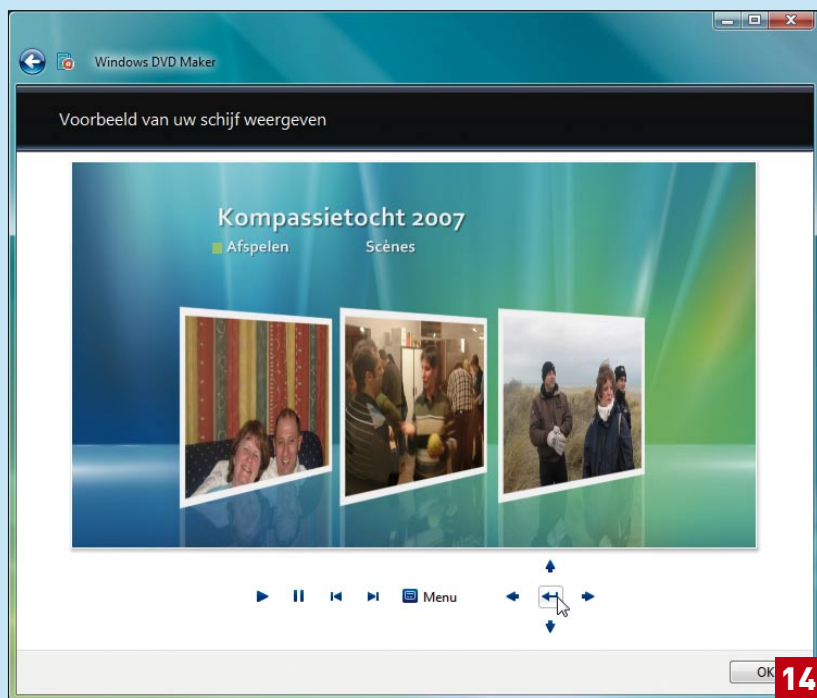 Windows DVD Maker
Voorbeeld van uw schijf weergeven
Kompassietocht 2007
Afspelen Scènes
Menu
OK
14